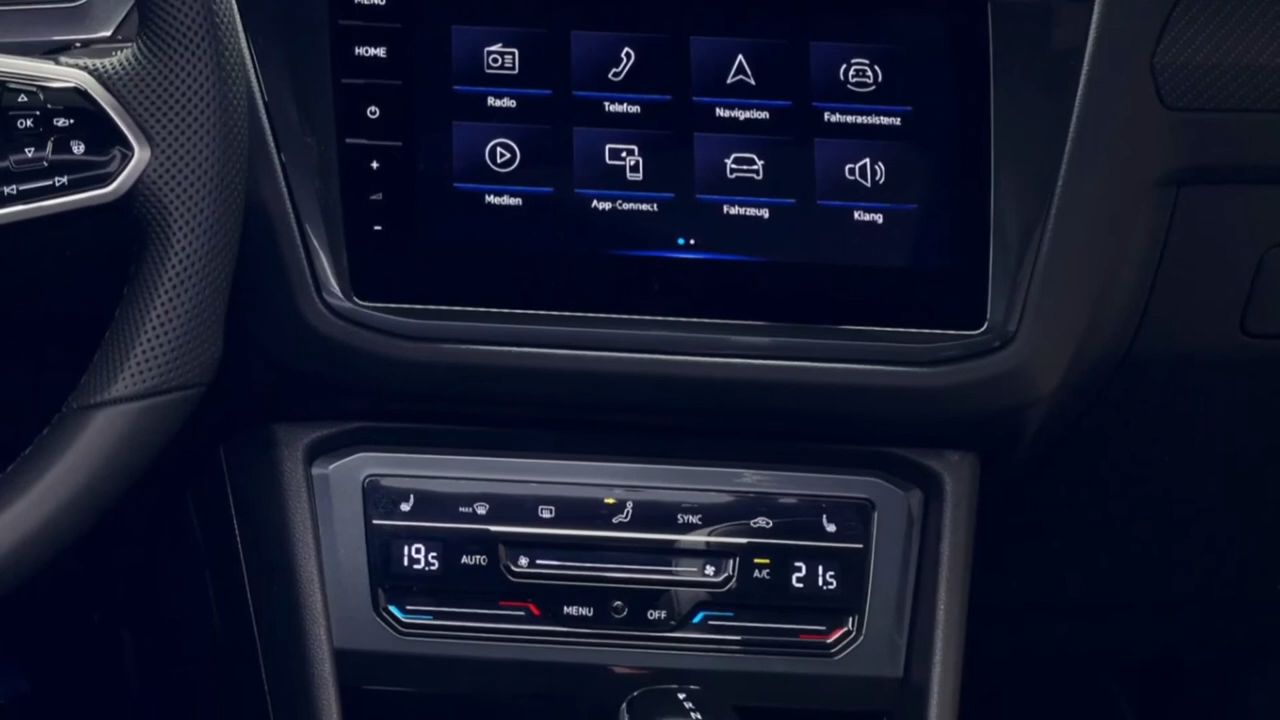 MENU
HOME
OK
Radio
Telefon
Navigation
Fahrerassistenz
Medien
App-Connect
Fahrzeug
Klang
MAX
SYNC
19.5
AUTO
A/C
21.5
MENU
OFF
P
R
N